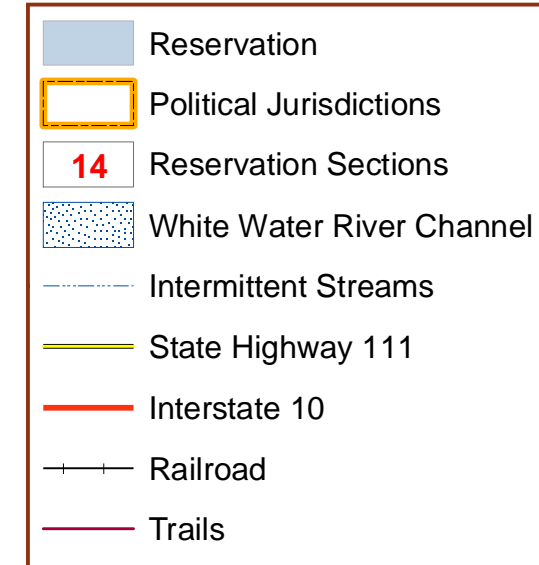 Reservation
Political Jurisdictions
14 Reservation Sections
White Water River Channel
Intermittent Streams
State Highway 111
Interstate 10
Railroad
Trails